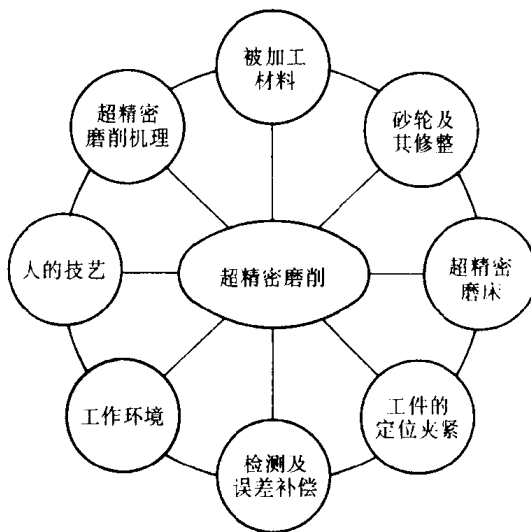 被加工
材料
超精密
磨削机理
砂轮及
其修整
人的技艺
超精密磨削
超精密
磨床
工作环境
工件的
定位夹紧
检测及
误差补偿